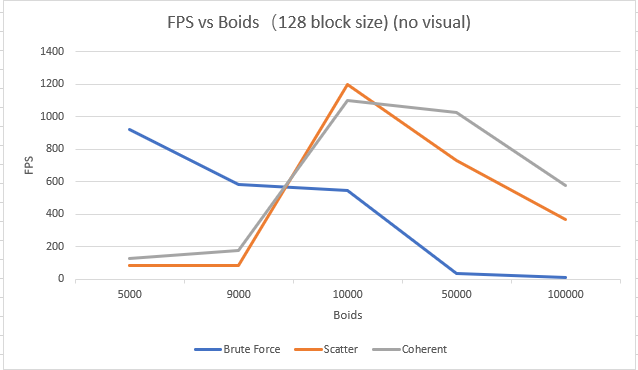 FPS vs Boids（128 block size) (no visual)
1400
1200
1000
800
600
400
200
0
FPS
5000 9000 10000 50000 100000
Boids
Brute Force Scatter Coherent